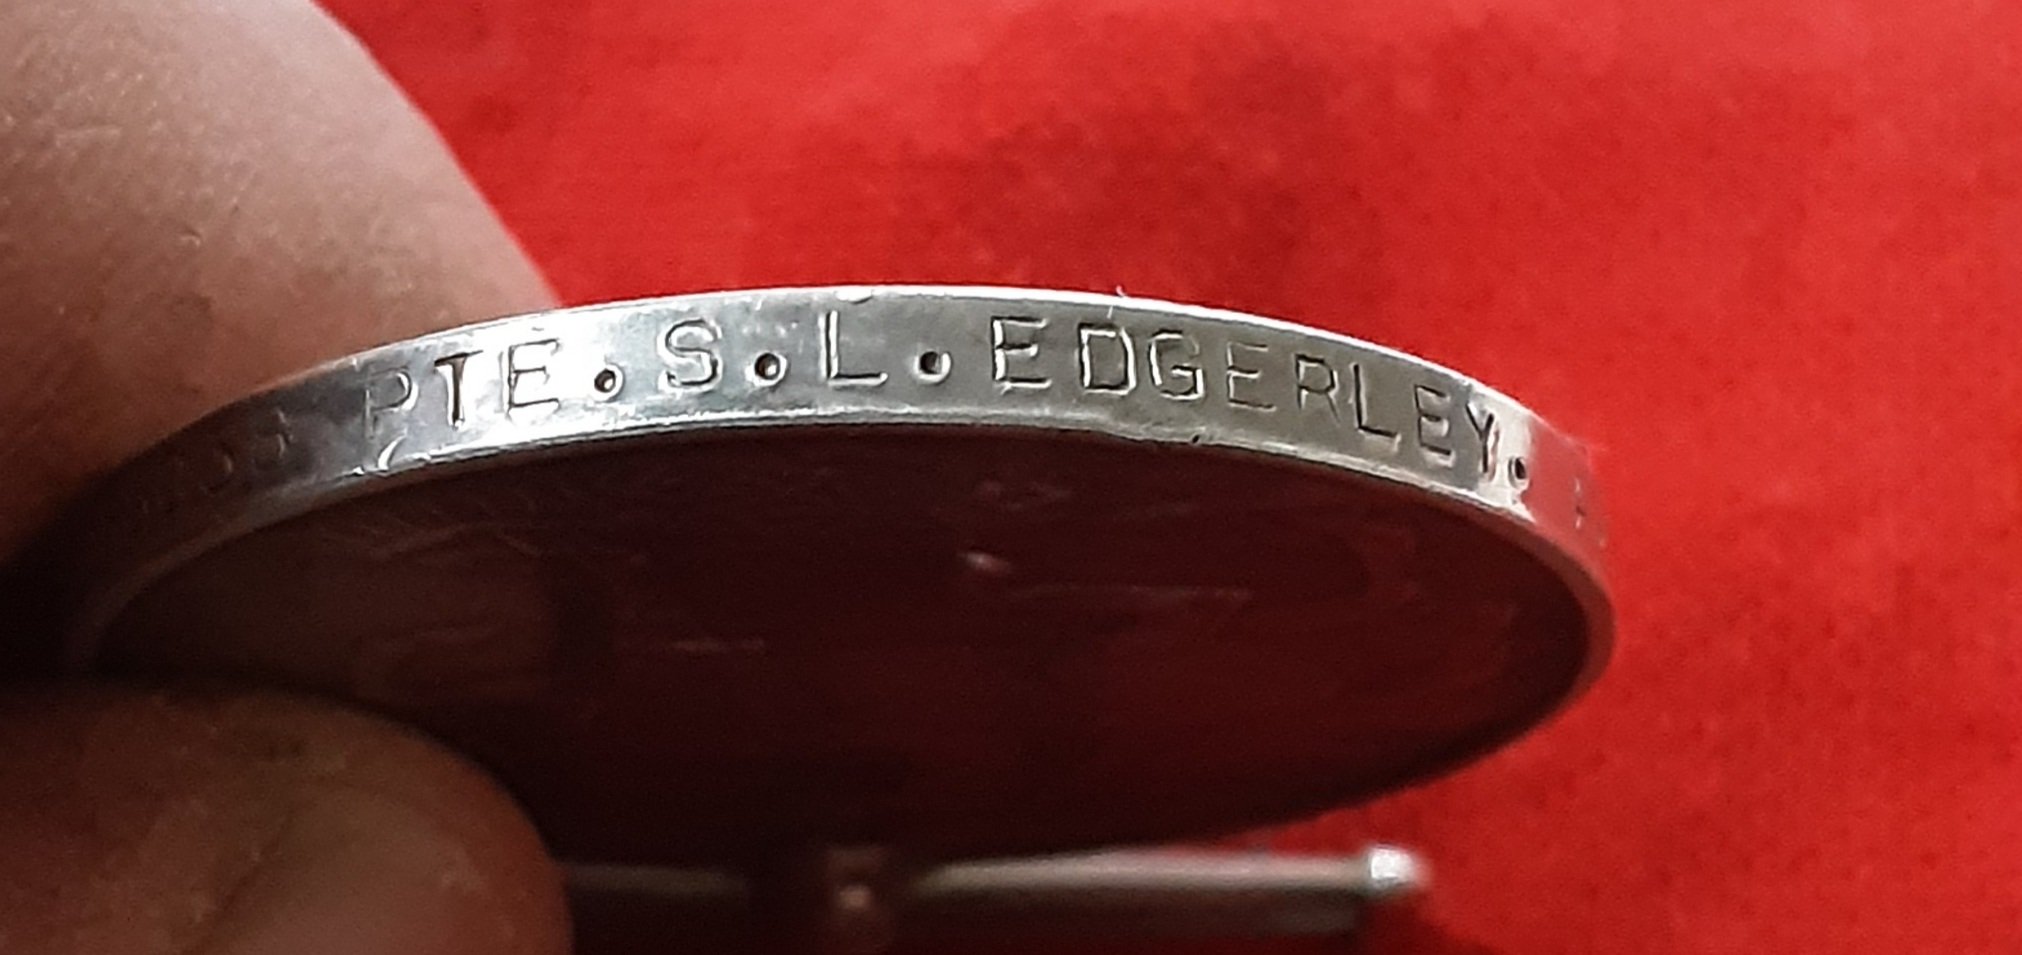 PTE. S. L. EDGERLEY.